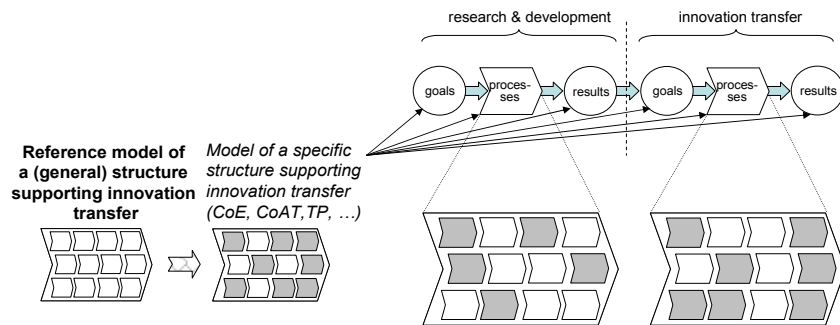 research & development
innovation transfer
goals
proces-
ses
results
goals
proces-
ses
results
Reference model of
a (general) structure
supporting innovation
transfer
Model of a specific
structure supporting
innovation transfer
(CoE, CoAT,TP, …)